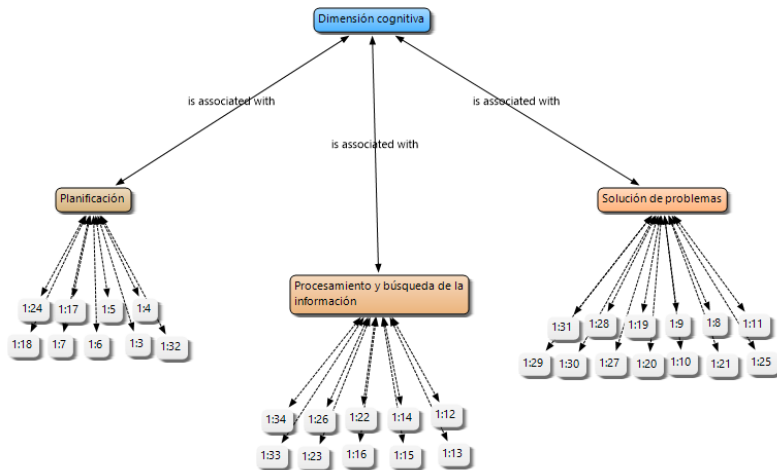 Dimensión cognitiva
is associated with
is associated with
is associated with
Planificación
Solución de problemas
Procesamiento y búsqueda de la
información
1:24 1:17 1:5 1:4
1:18 1:7 1:6 1:3 1:32
1:31 1:28 1:19 1:9 1:8 1:11
1:29 1:30 1:27 1:20 1:10 1:21 1:25
1:34 1:26 1:22 1:14 1:12
1:33 1:23 1:16 1:15 1:13